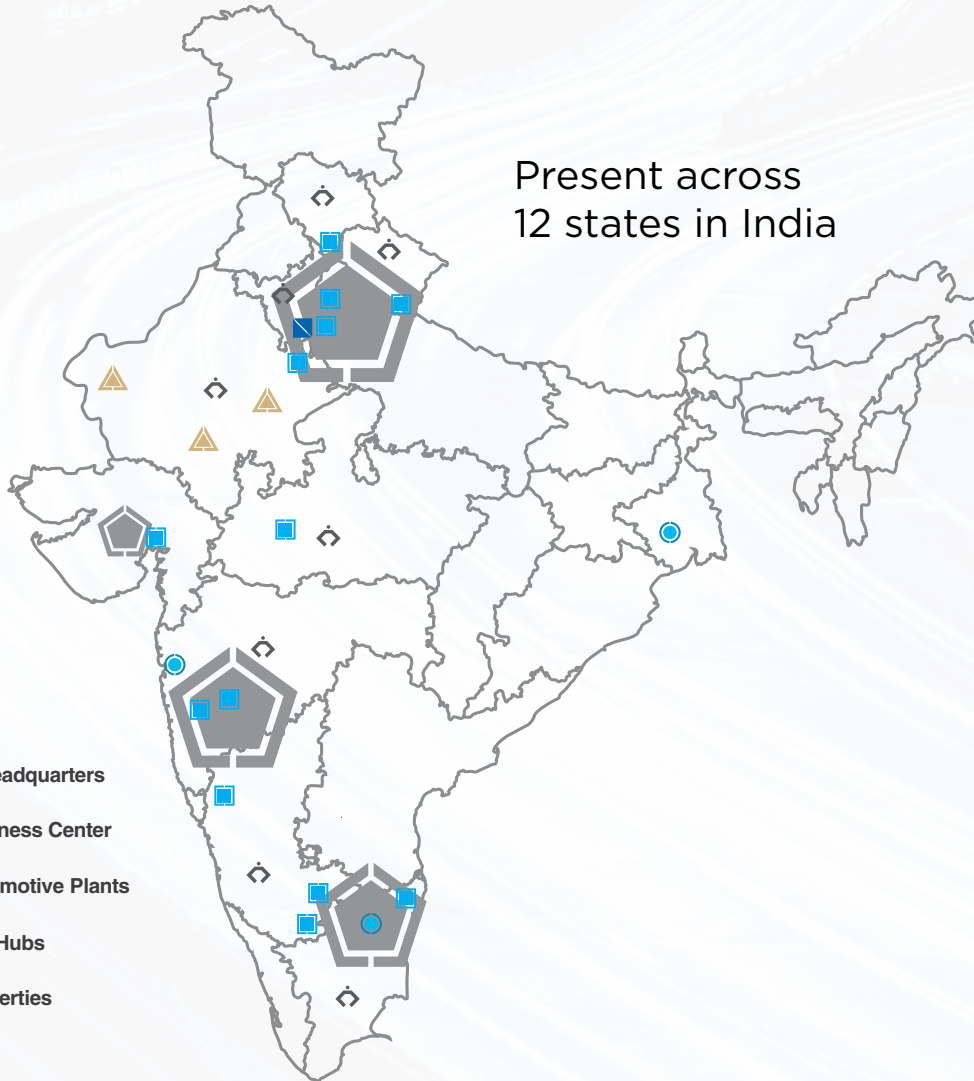 Present across
12 states in India
eadquarters
ness Center
motive Plants
Hubs
erties